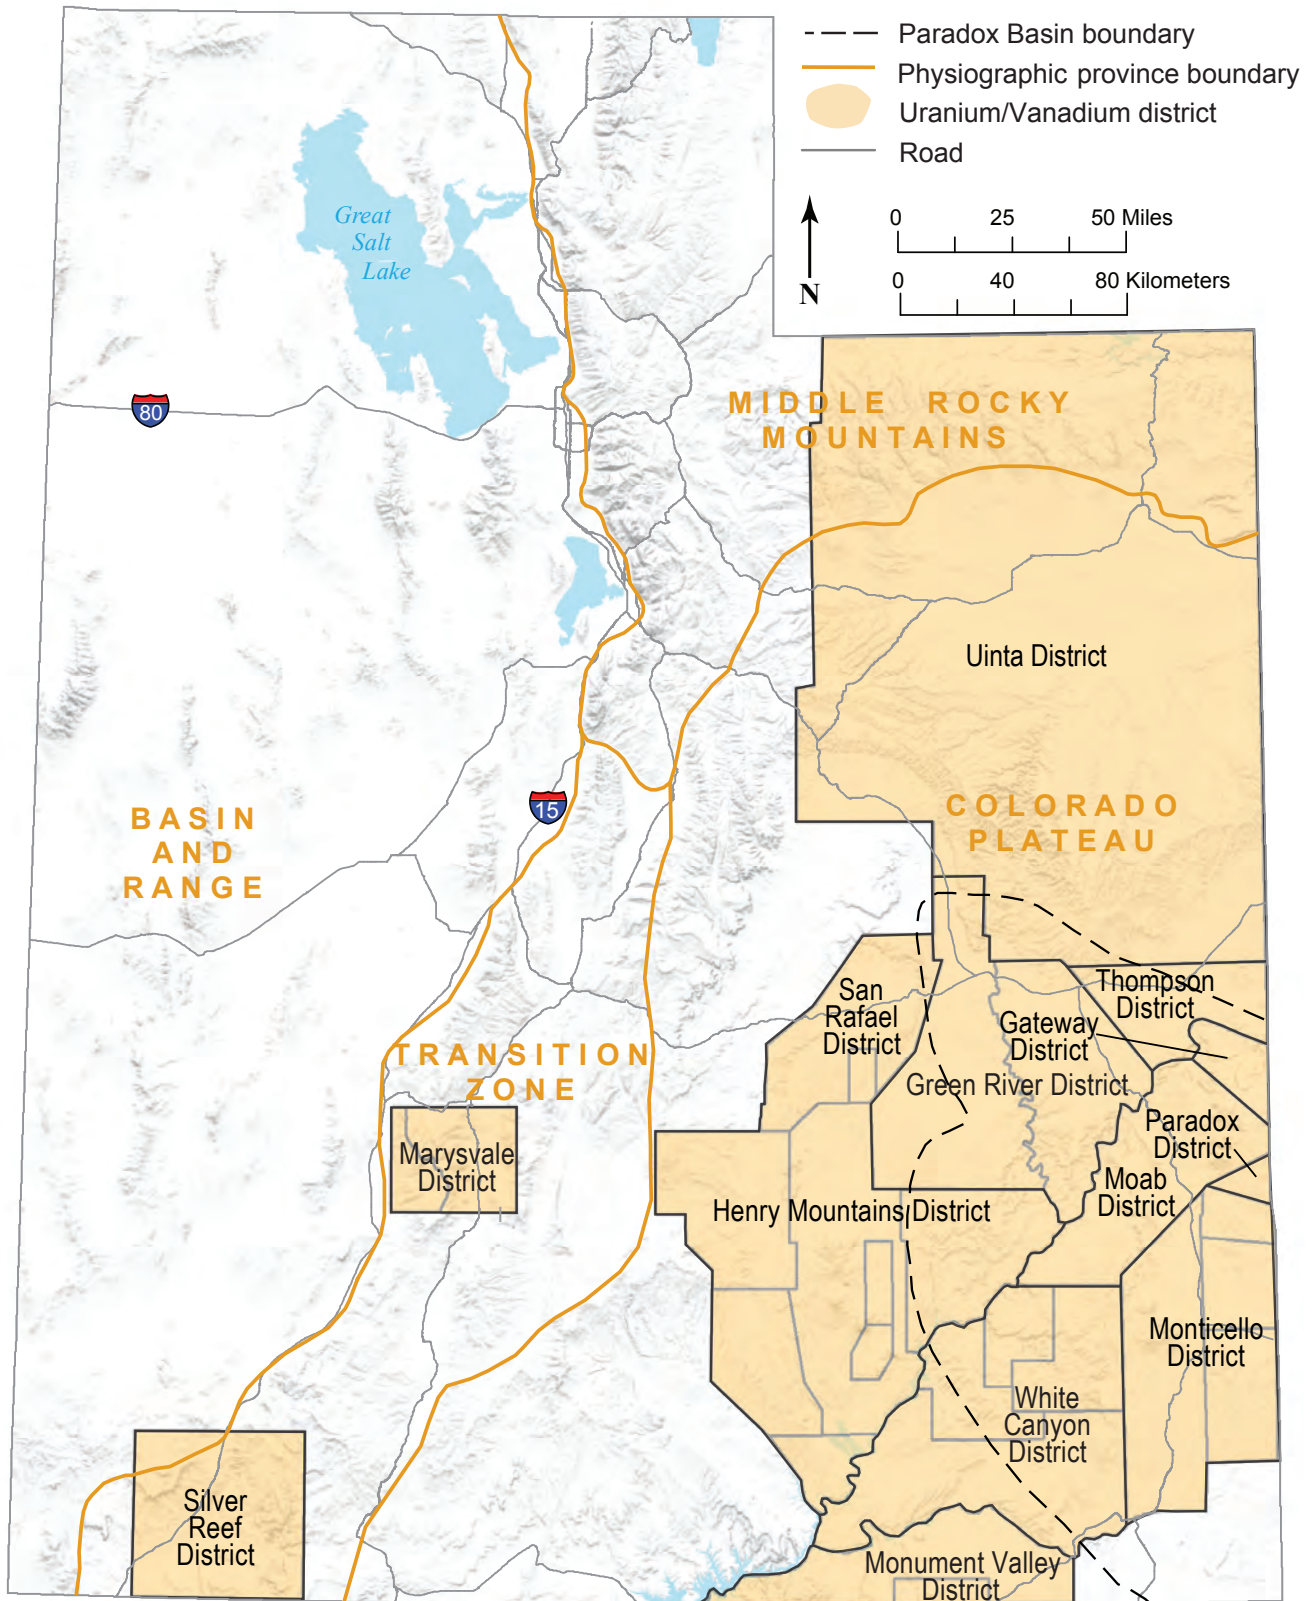 Paradox Basin boundary
Physiographic province boundary
Uranium/Vanadium district
Road
0 25 50 Miles
0 40 80 Kilometers
N
Great
Salt
Lake
80
MIDDLE ROCKY
MOUNTAINS
Uinta District
15
BASIN
AND
RANGE
COLORADO
PLATEAU
San
Rafael
District
Thompson
District
Gateway
District
TRANSITION
ZONE
Green River District
Marysvale
District
Paradox
District
Moab
District
Henry Mountains District
Monticello
District
White
Canyon
District
Silver
Reef
District
Monument Valley
District